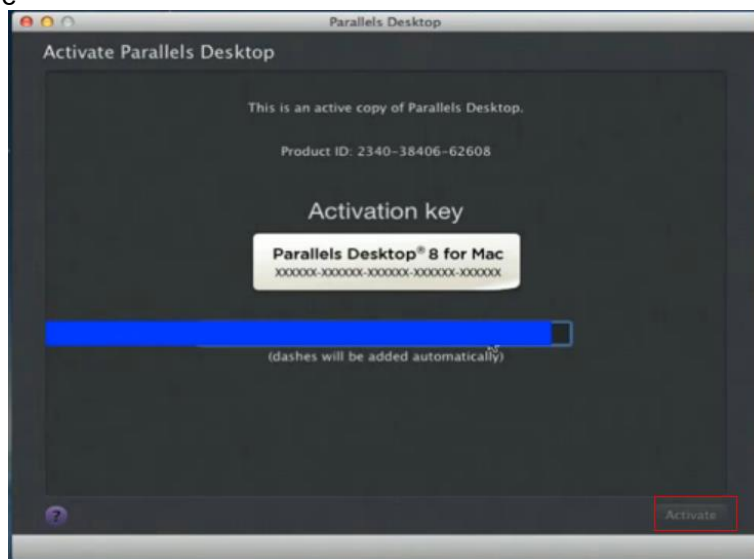 Parallels Desktop
Activate Parallels Desktop
This is an active copy of Parallels Desktop.
Product ID: 2340-38406-62608
Activation key
Parallels Desktop® 8 for Mac
XXXXXX-XXXXXX-XXXXXX-XXXXXX-XXXXXX
(dashes will be added automatically)
?
Activate